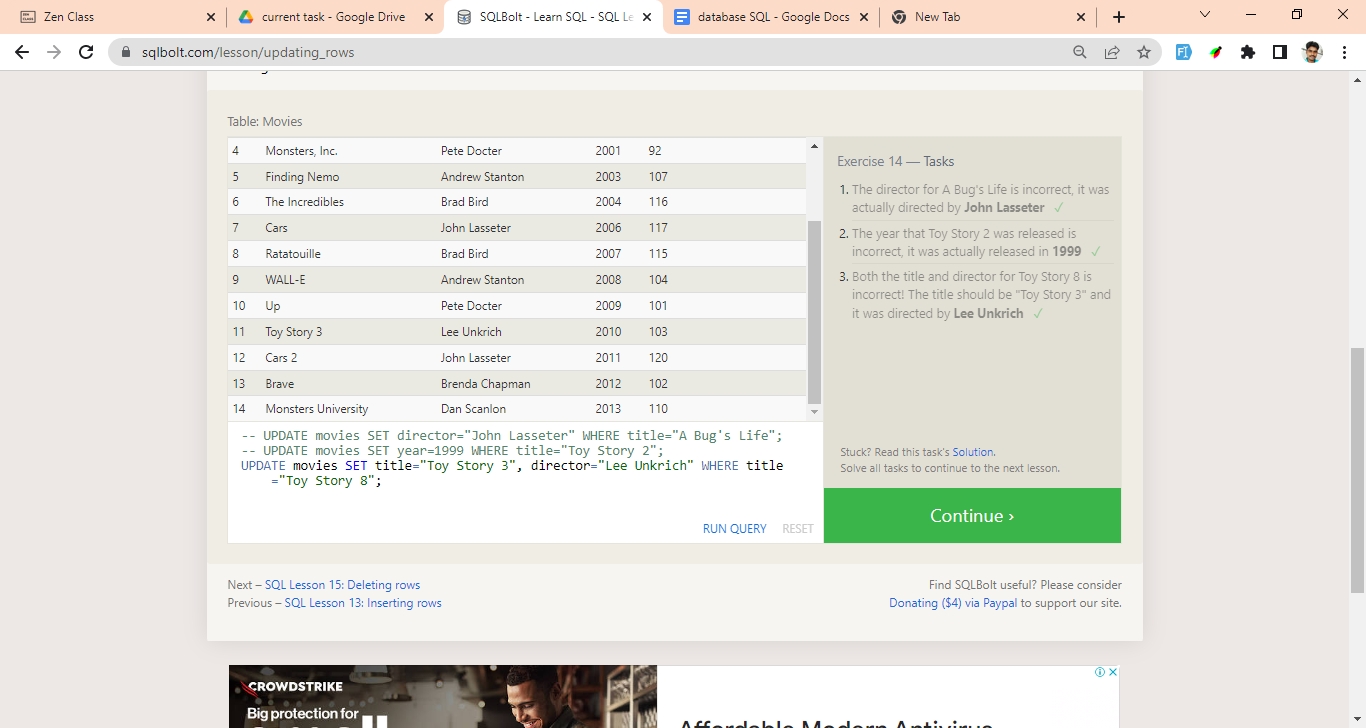 Zen Class
current task - Google Drive
SQLBolt - Learn SQL - SQL Le
database SQL - Google Docs
New Tab
sqlbolt.com/lesson/updating_rows
Table: Movies
4 Monsters, Inc. Pete Docter 2001 92
5 Finding Nemo Andrew Stanton 2003 107
6 The Incredibles Brad Bird 2004 116
7 Cars John Lasseter 2006 117
8 Ratatouille Brad Bird 2007 115
9 WALL-E Andrew Stanton 2008 104
10 Up Pete Docter 2009 101
11 Toy Story 3 Lee Unkrich 2010 103
12 Cars 2 John Lasseter 2011 120
13 Brave Brenda Chapman 2012 102
14 Monsters University Dan Scanlon 2013 110
-- UPDATE movies SET director="John Lasseter" WHERE title="A Bug's Life";
-- UPDATE movies SET year=1999 WHERE title="Toy Story 2";
UPDATE movies SET title="Toy Story 3", director="Lee Unkrich" WHERE title
="Toy Story 8";
RUN QUERY RESET
Exercise 14 — Tasks
1. The director for A Bug's Life is incorrect, it was
actually directed by John Lasseter ✓
2. The year that Toy Story 2 was released is
incorrect, it was actually released in 1999 ✓
3. Both the title and director for Toy Story 8 is
incorrect! The title should be "Toy Story 3" and
it was directed by Lee Unkrich ✓
Stuck? Read this task's Solution.
Solve all tasks to continue to the next lesson.
Continue ›
Next – SQL Lesson 15: Deleting rows
Previous – SQL Lesson 13: Inserting rows
Find SQLBolt useful? Please consider
Donating ($4) via Paypal to support our site.
CROWDSTRIKE
Big protection for
Affordable Modern Antivirus